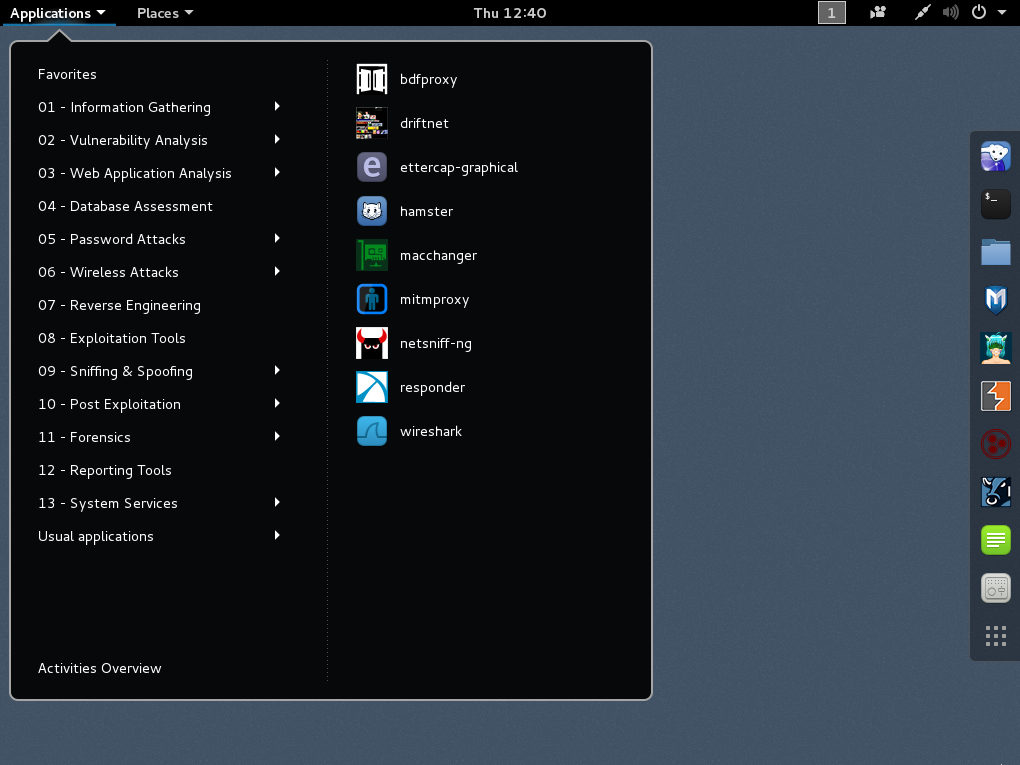 Applications Places Thu 12:40 1
Favorites
01 - Information Gathering
02 - Vulnerability Analysis
03 - Web Application Analysis
04 - Database Assessment
05 - Password Attacks
06 - Wireless Attacks
07 - Reverse Engineering
08 - Exploitation Tools
09 - Sniffing & Spoofing
10 - Post Exploitation
11 - Forensics
12 - Reporting Tools
13 - System Services
Usual applications
Activities Overview
bdfproxy
driftnet
e
ettercap-graphical
hamster
macchanger
mitmproxy
netsniff-ng
responder
wireshark
$_
M